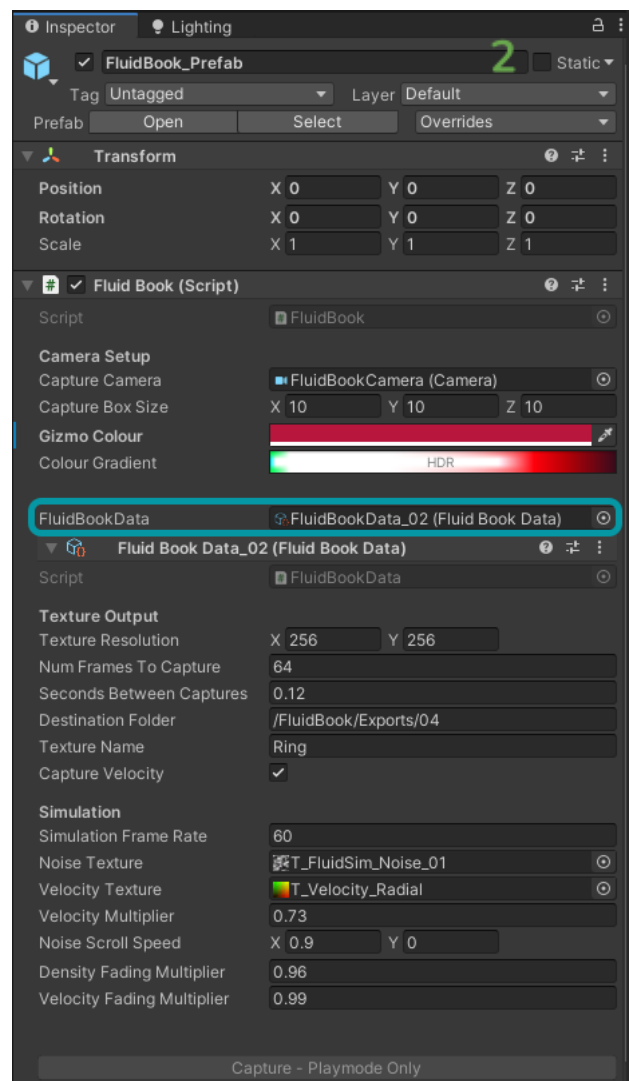 Inspector Lighting
FluidBook_Prefab 2 Static
Tag Untagged Layer Default
Prefab Open Select Overrides
Transform
Position X 0 Y 0 Z 0
Rotation X 0 Y 0 Z 0
Scale X 1 Y 1 Z 1
# Fluid Book (Script)
Script # FluidBook
Camera Setup
Capture Camera FluidBookCamera (Camera)
Capture Box Size X 10 Y 10 Z 10
Gizmo Colour
Colour Gradient HDR
FluidBookData FluidBookData_02 (Fluid Book Data)
Fluid Book Data_02 (Fluid Book Data)
Script # FluidBookData
Texture Output
Texture Resolution X 256 Y 256
Num Frames To Capture 64
Seconds Between Captures 0.12
Destination Folder /FluidBook/Exports/04
Texture Name Ring
Capture Velocity
Simulation
Simulation Frame Rate 60
Noise Texture T_FluidSim_Noise_01
Velocity Texture T_Velocity_Radial
Velocity Multiplier 0.73
Noise Scroll Speed X 0.9 Y 0
Density Fading Multiplier 0.96
Velocity Fading Multiplier 0.99
Capture - Playmode Only